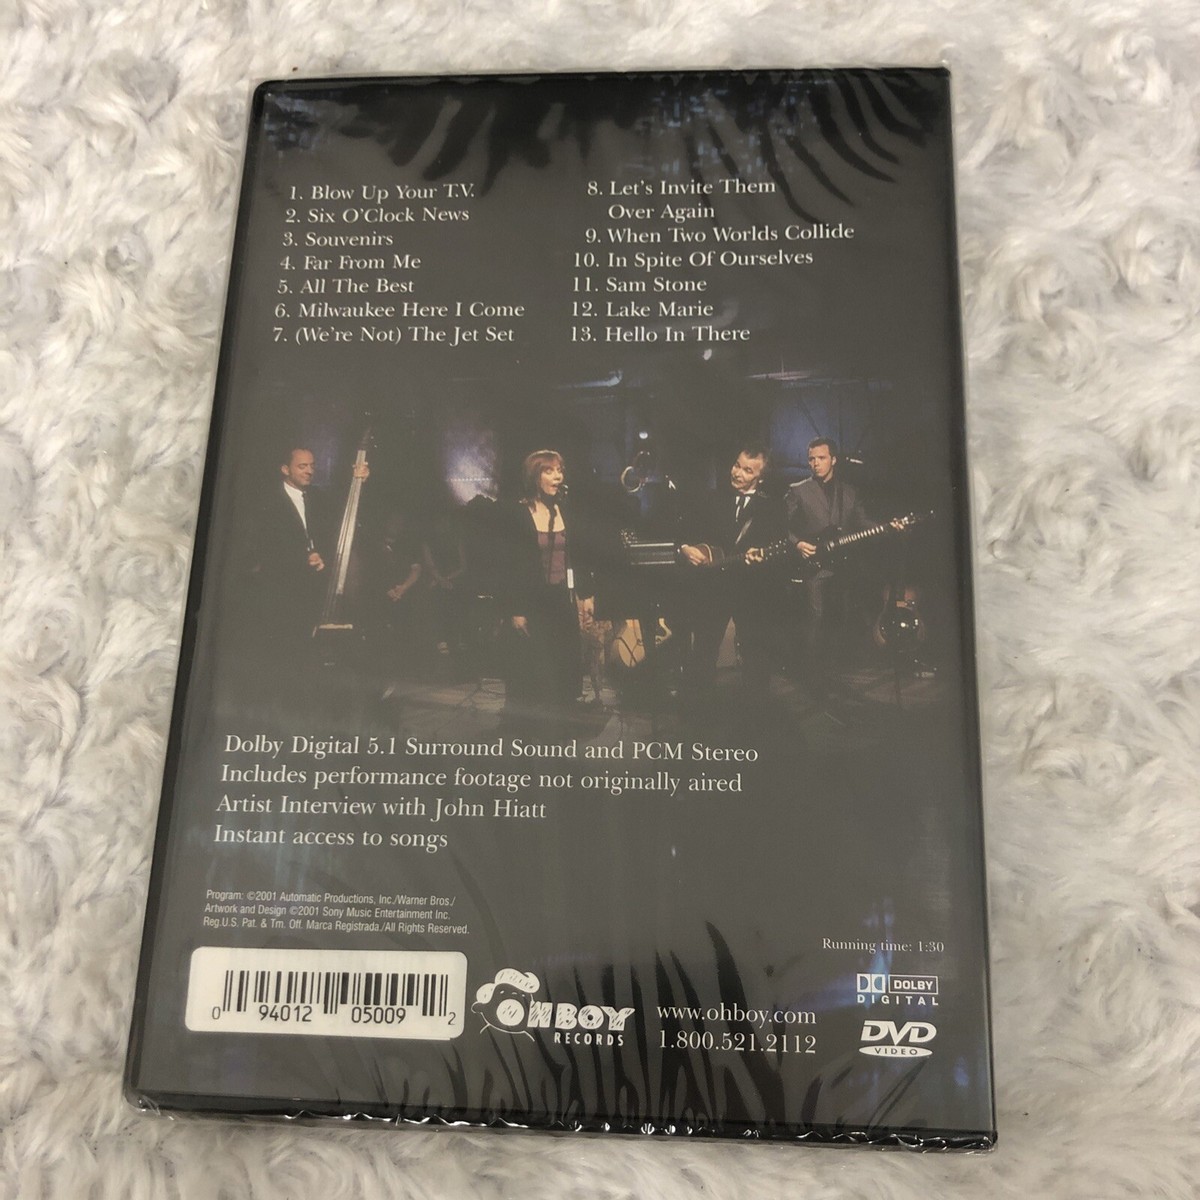 1. Blow Up Your T.V.
2. Six O'Clock News
3. Souvenirs
4. Far From Me
5. All The Best
6. Milwaukee Here I Come
7. (We're Not) The Jet Set
8. Let's Invite Them
Over Again
9. When Two Worlds Collide
10. In Spite Of Ourselves
11. Sam Stone
12. Lake Marie
13. Hello In There
Dolby Digital 5.1 Surround Sound and PCM Stereo
Includes performance footage not originally aired
Artist Interview with John Hiatt
Instant access to songs
Program: ©2001 Automatic Productions, Inc./Warner Bros./
Artwork and Design ©2001 Sony Music Entertainment Inc.
Reg.U.S. Pat. & Tm. Off. Marca Registrada./All Rights Reserved.
Running time: 1:30
DOLBY
DIGITAL
0 94012 05009 2
OH BOY
RECORDS
www.ohboy.com
1.800.521.2112
DVD
VIDEO